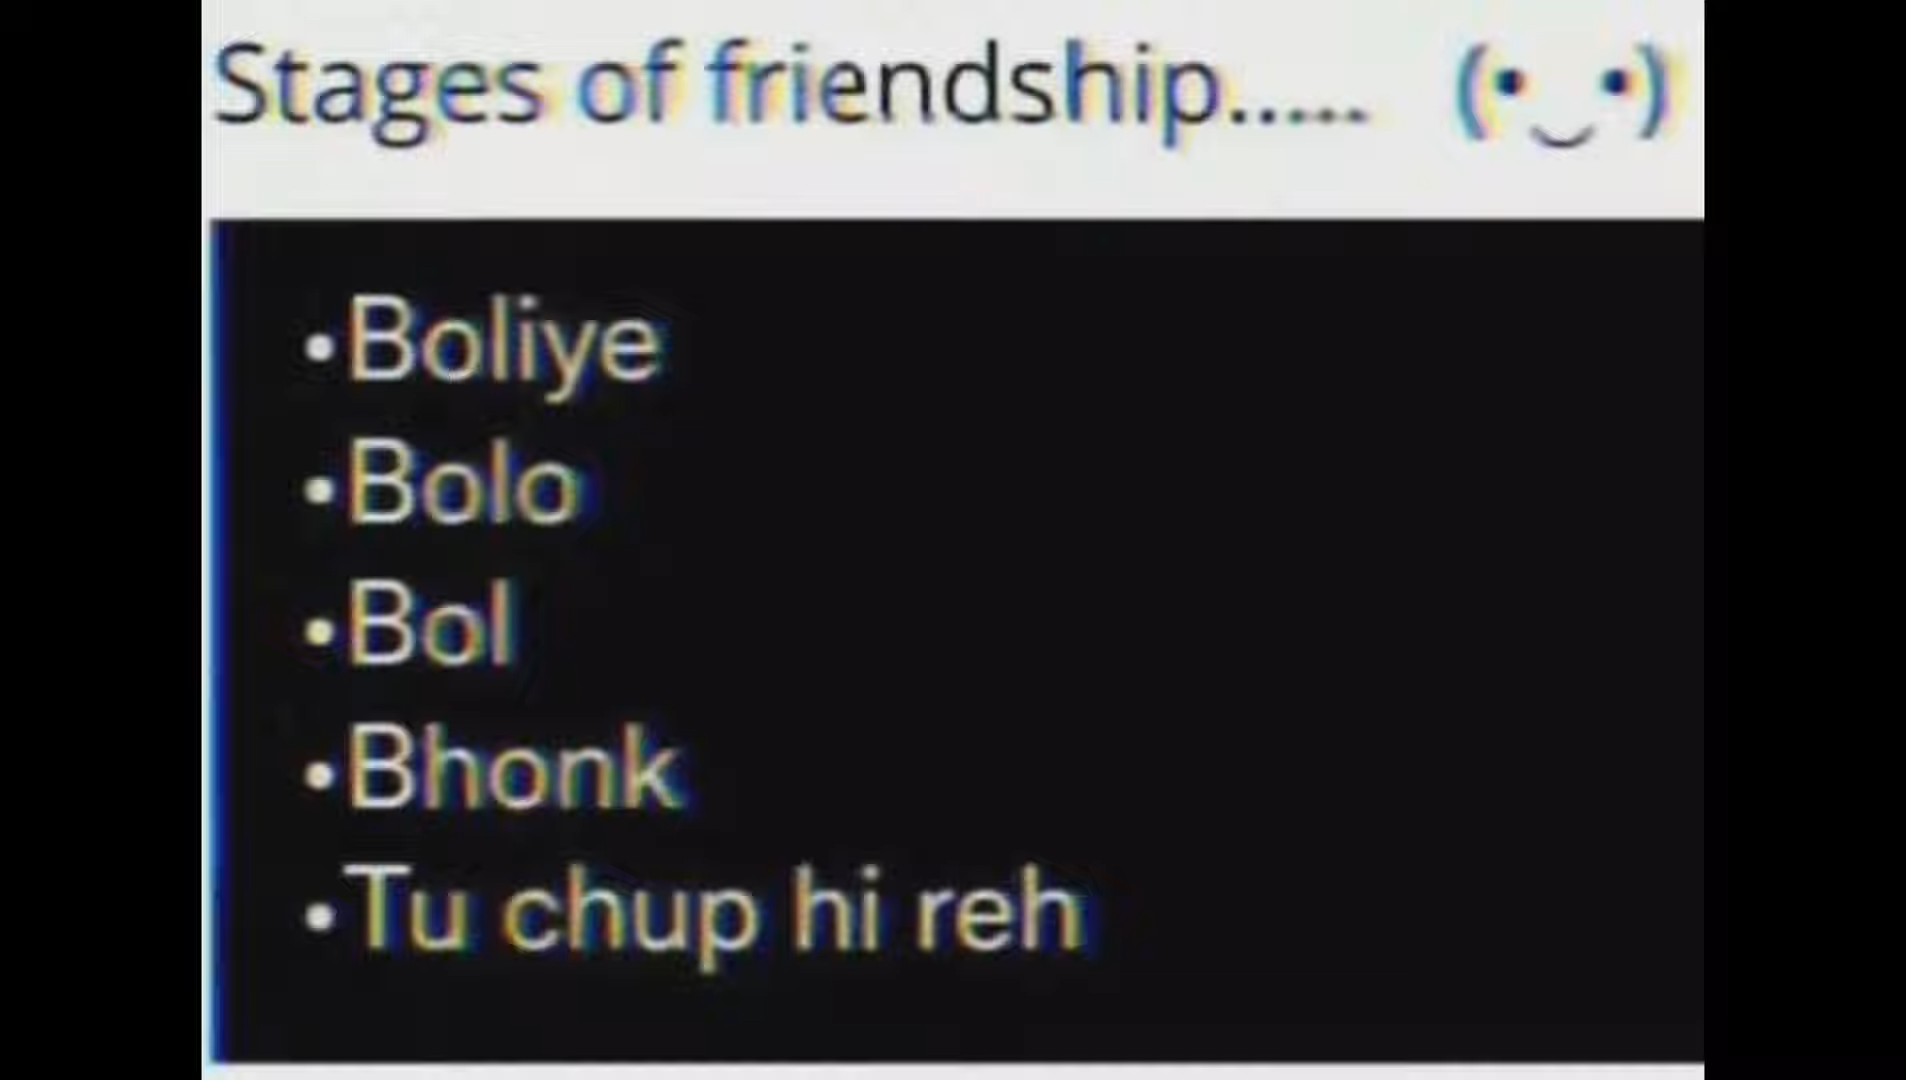 Stages of friendship..... (•‿•)
•Boliye
•Bolo
•Bol
•Bhonk
•Tu chup hi reh